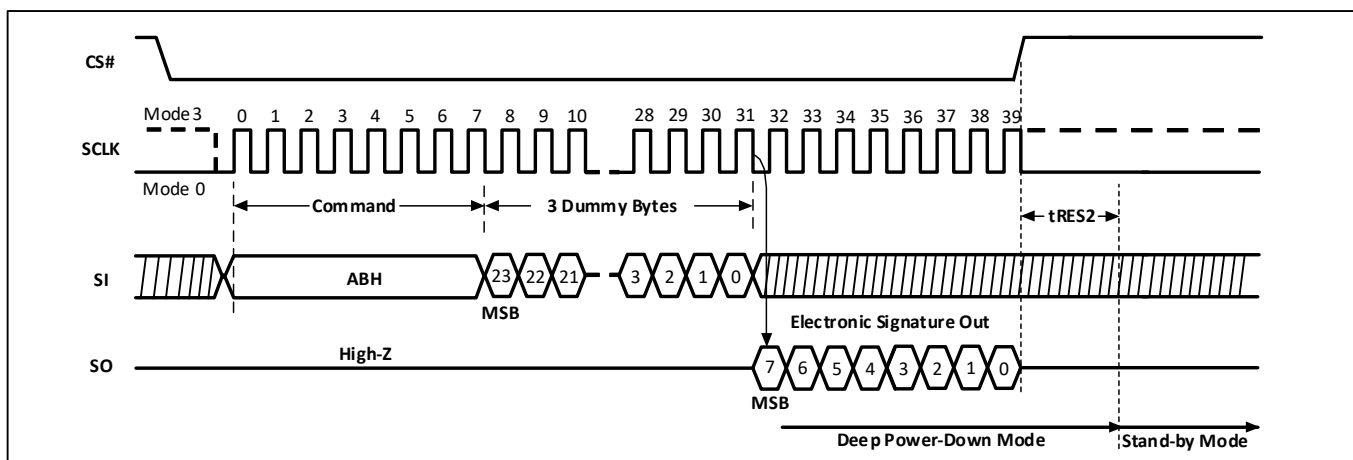 CS#
Mode 3
0 1 2 3 4 5 6 7 8 9 10 28 29 30 31 32 33 34 35 36 37 38 39
SCLK
Mode 0
Command
3 Dummy Bytes
tRES2
SI
ABH
23 22 21 3 2 1 0
MSB
Electronic Signature Out
High-Z
SO
7 6 5 4 3 2 1 0
MSB
Deep Power-Down Mode
Stand-by Mode